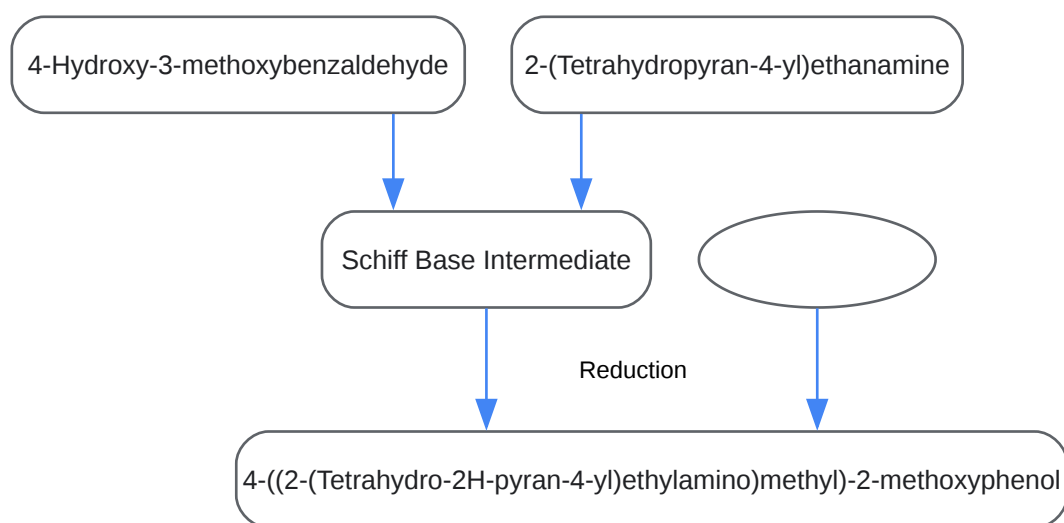 4-Hydroxy-3-methoxybenzaldehyde
2-(Tetrahydropyran-4-yl)ethanamine
Schiff Base Intermediate
Reduction
4-((2-(Tetrahydro-2H-pyran-4-yl)ethylamino)methyl)-2-methoxyphenol